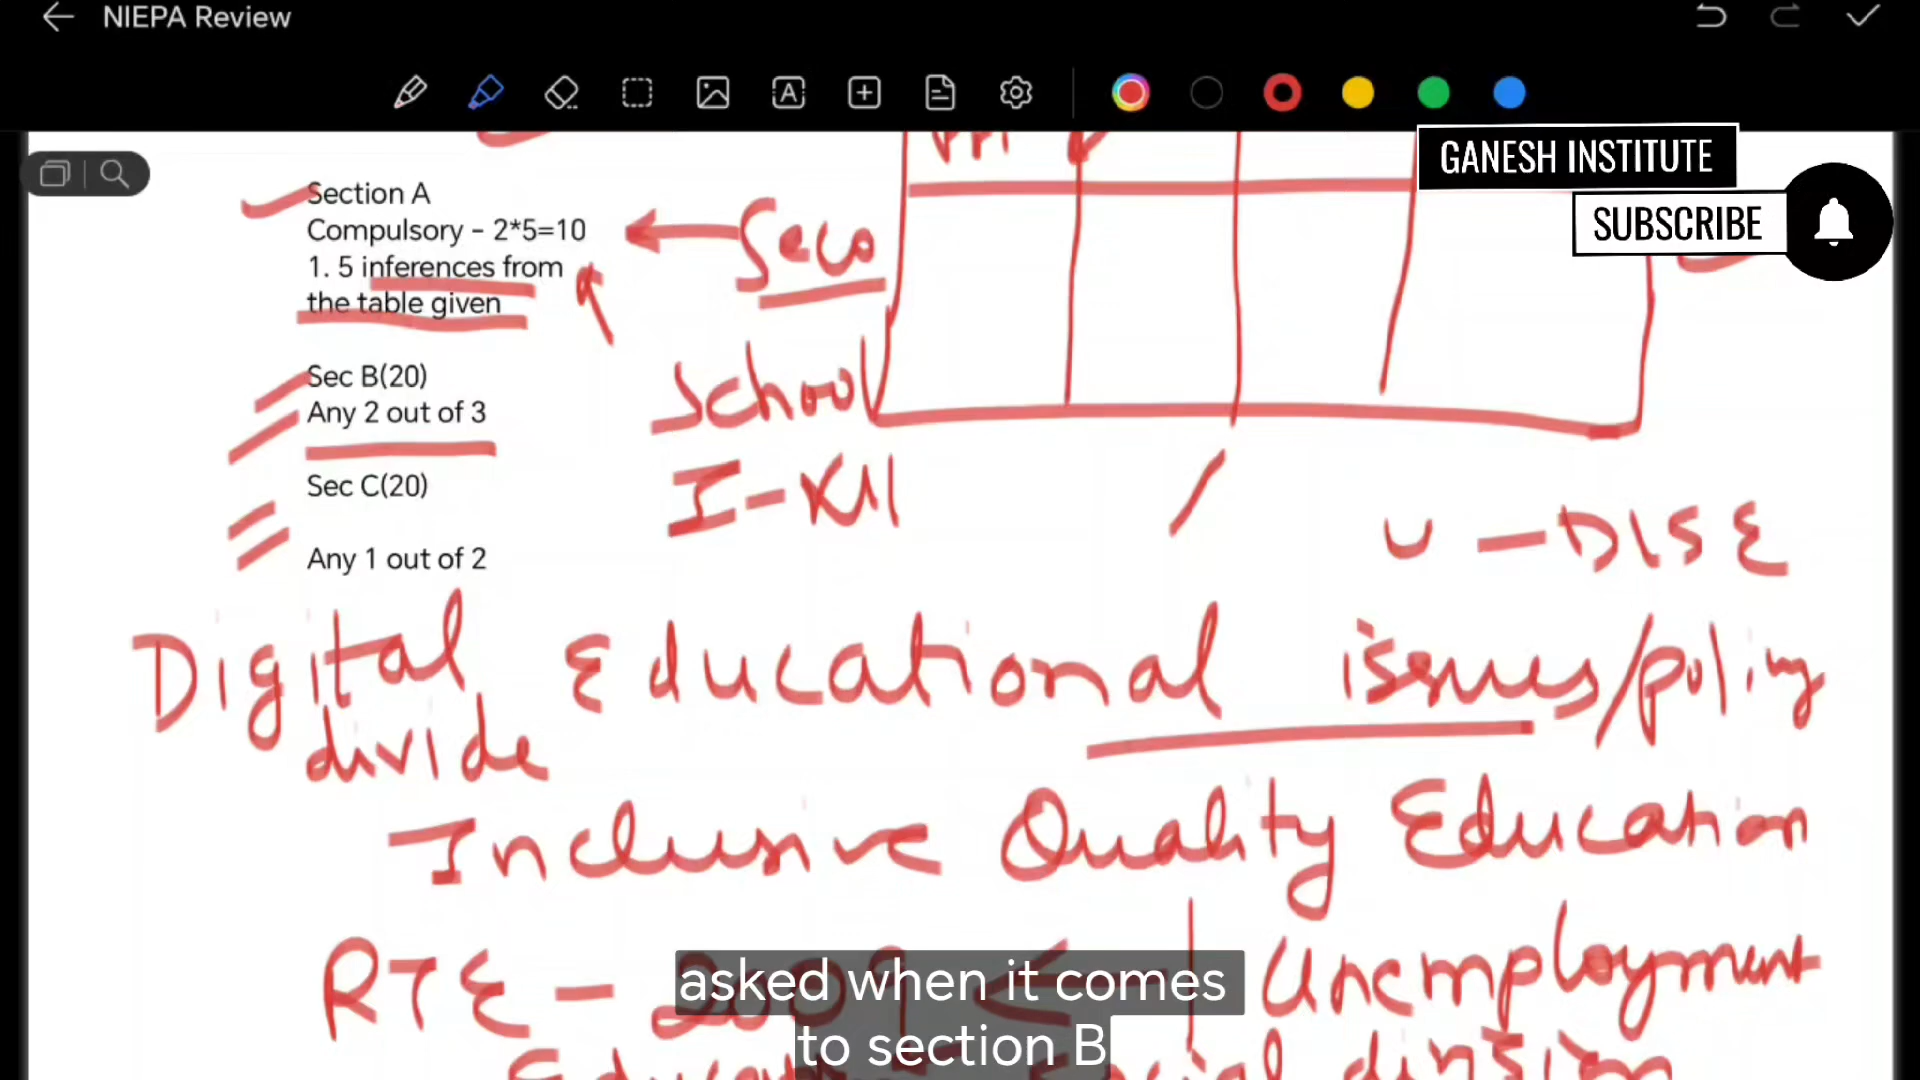 NIEPA Review
GANESH INSTITUTE
SUBSCRIBE
Section A
Compulsory - 2*5=10
1. 5 inferences from
the table given
Seco
School
I-XII
Sec B(20)
Any 2 out of 3
Sec C(20)
Any 1 out of 2
U - DISE
Digital Educational issues/policy
divide
Inclusive Quality Education
RTE - 2009 Unemployment
asked when it comes
to section B